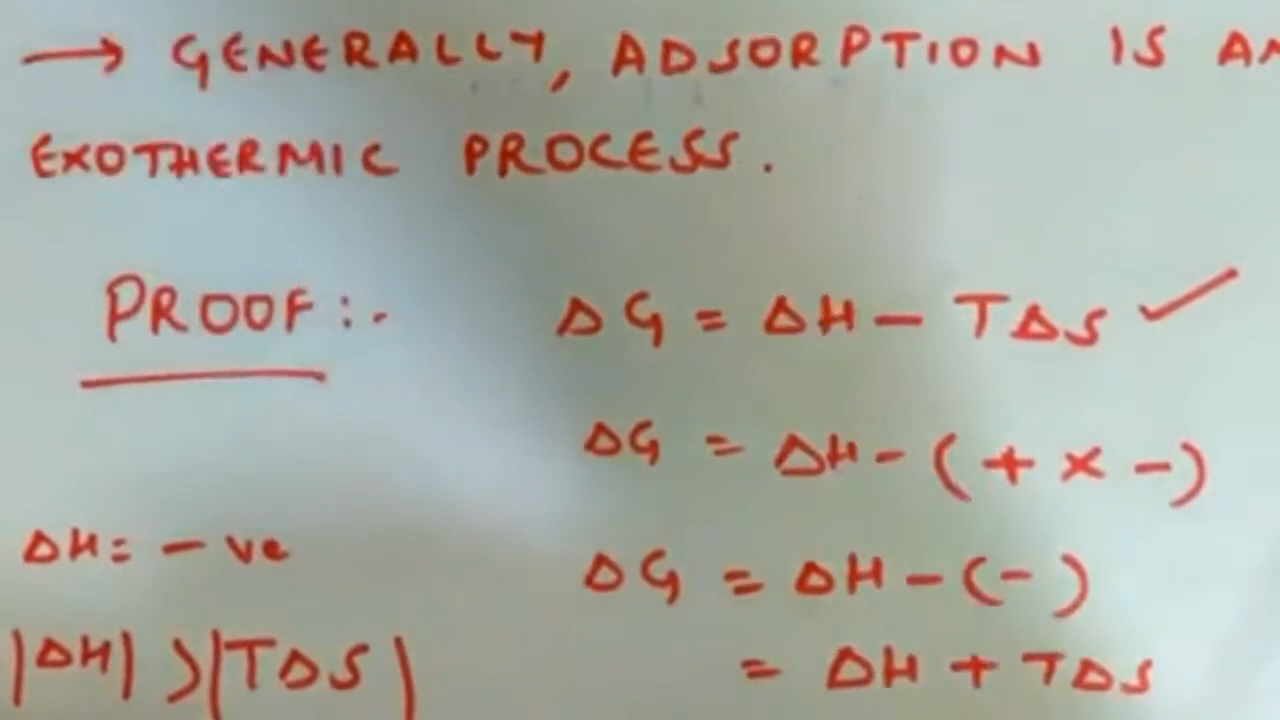 → GENERALLY, ADSORPTION IS AN
EXOTHERMIC PROCESS.
PROOF :-
ΔG = ΔH - TΔS ✓
ΔG = ΔH - (+ x -)
ΔG = ΔH - (-)
= ΔH + TΔS
ΔH = - ve
|ΔH| > |TΔS|